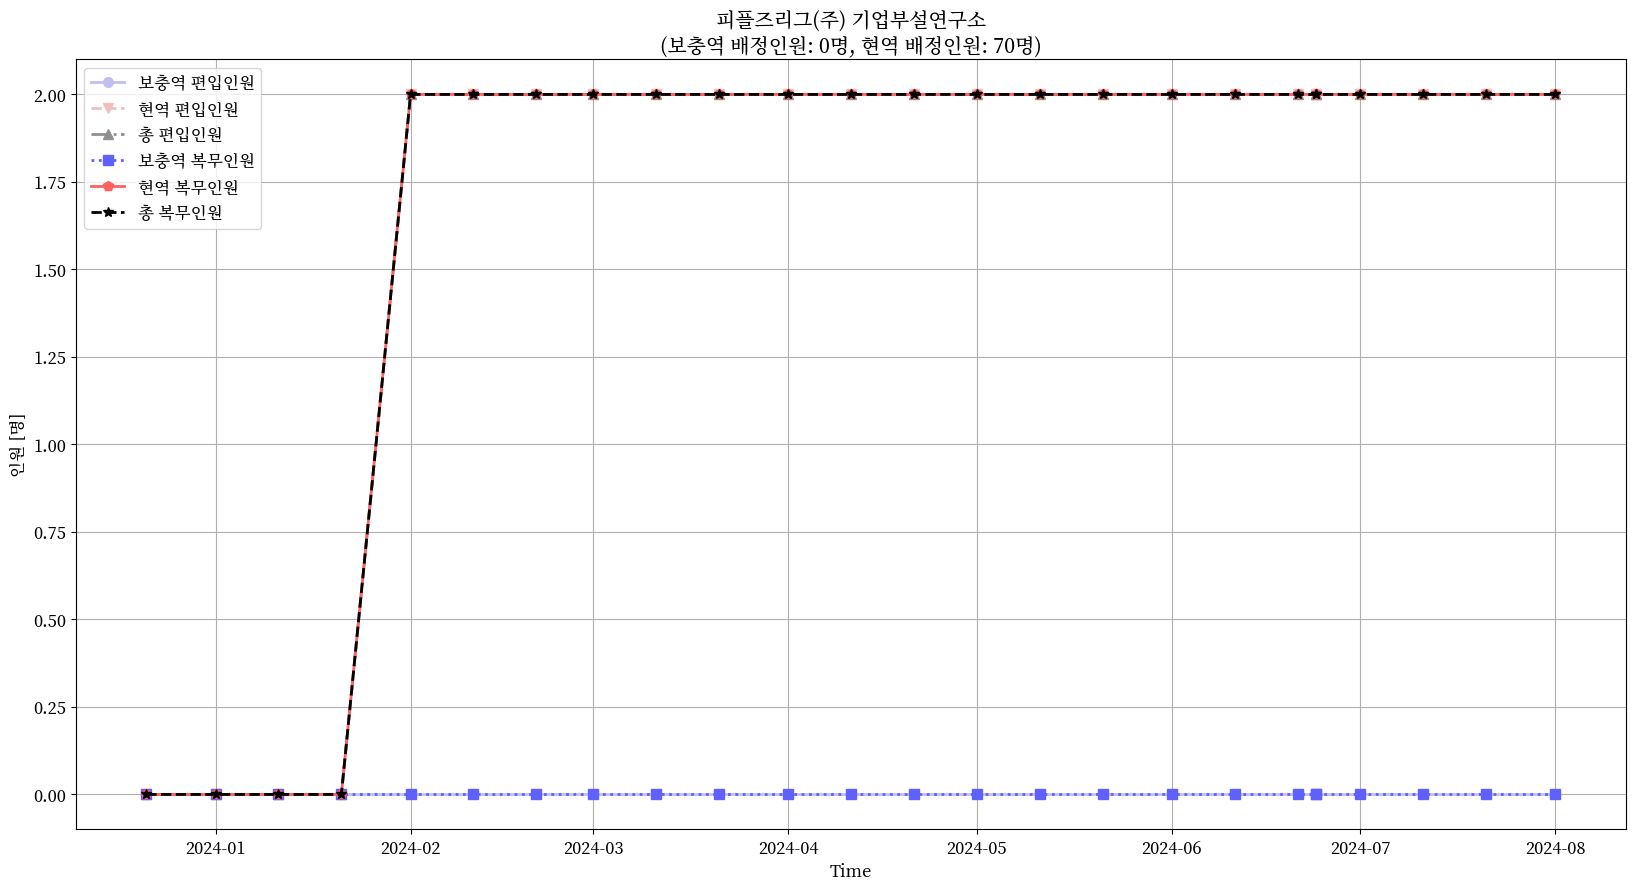 피플즈리그(주) 기업부설연구소
(보충역 배정인원: 0명, 현역 배정인원: 70명)
보충역 편입인원
현역 편입인원
총 편입인원
보충역 복무인원
현역 복무인원
총 복무인원
2.00
1.75
1.50
1.25
1.00
0.75
0.50
0.25
0.00
인원 [명]
2024-01
2024-02
2024-03
2024-04
2024-05
2024-06
2024-07
2024-08
Time